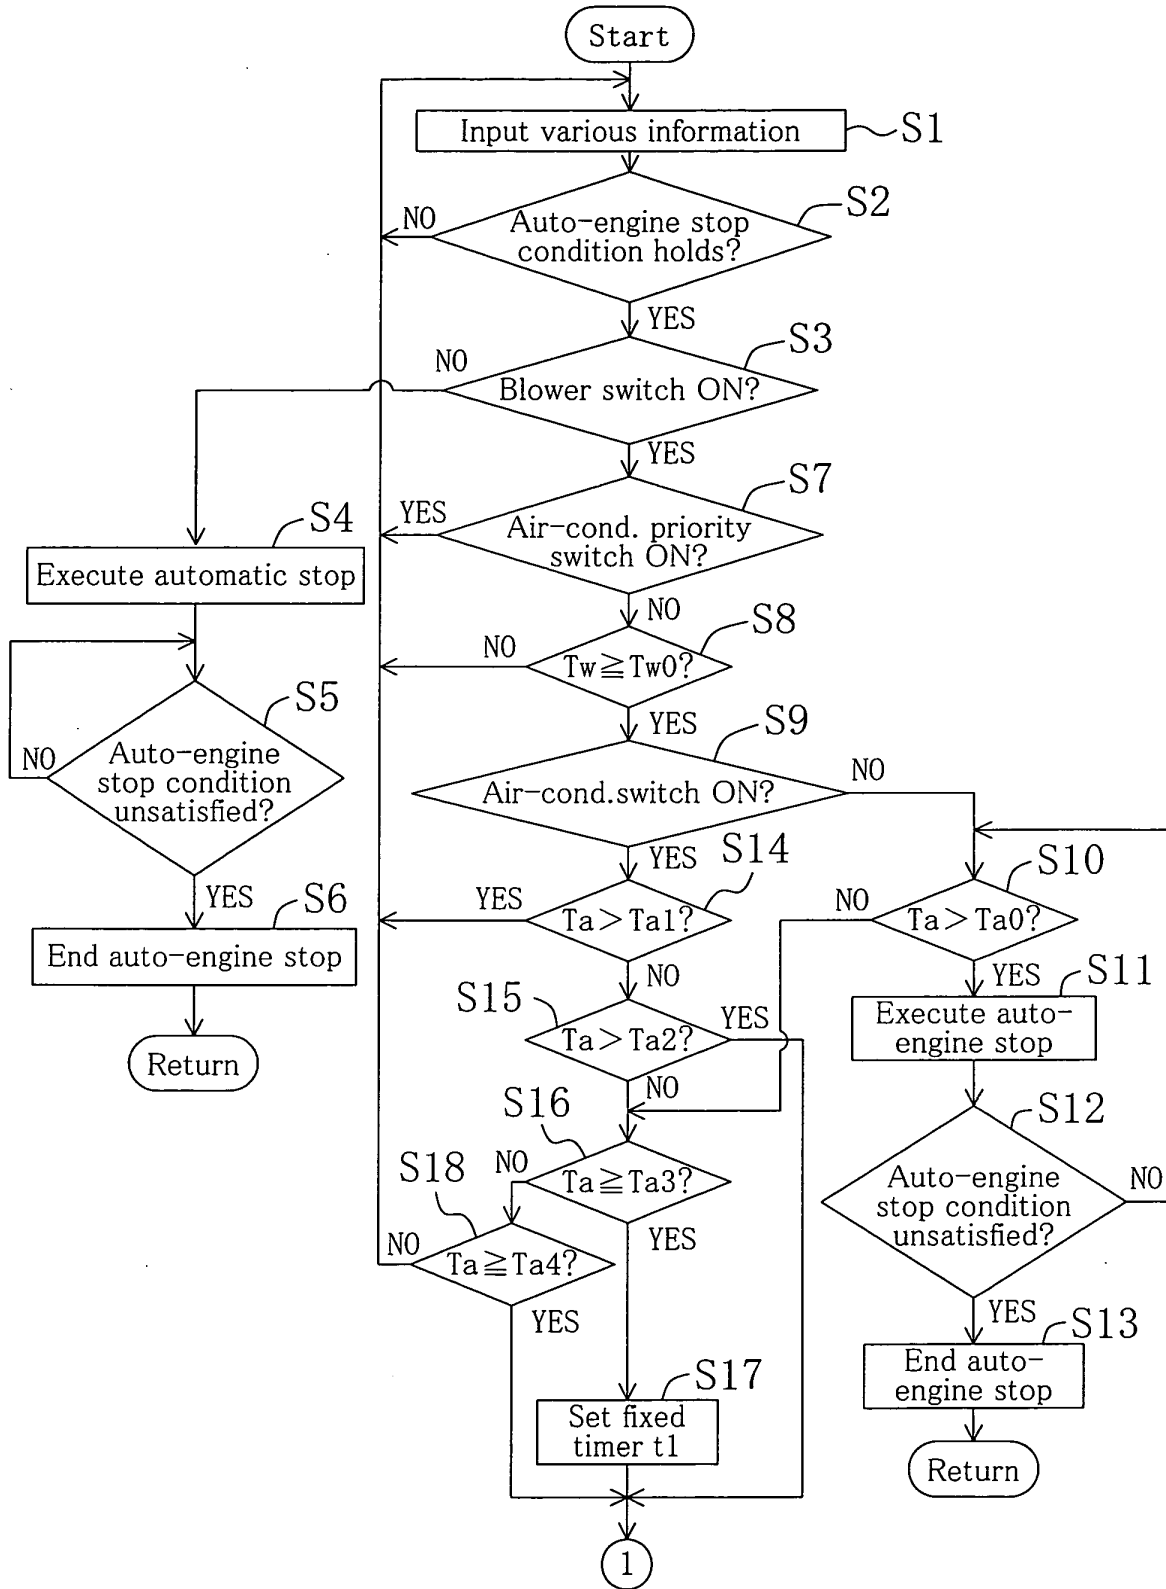 Start
Input various information
S1
Auto-engine stop
condition holds?
S2
NO
YES
Blower switch ON?
S3
NO
YES
Execute automatic stop
S4
Auto-engine
stop condition
unsatisfied?
S5
NO
YES
End auto-engine stop
S6
Return
Air-cond. priority
switch ON?
S7
YES
NO
Tw≧Tw0?
S8
NO
YES
Air-cond.switch ON?
S9
NO
YES
Ta>Ta1?
S14
YES
NO
Ta>Ta0?
S10
NO
YES
Execute auto-
engine stop
S11
Auto-engine
stop condition
unsatisfied?
S12
NO
YES
End auto-
engine stop
S13
Return
Ta>Ta2?
S15
YES
NO
Ta≧Ta3?
S16
NO
YES
Ta≧Ta4?
S18
NO
YES
Set fixed
timer t1
S17
1